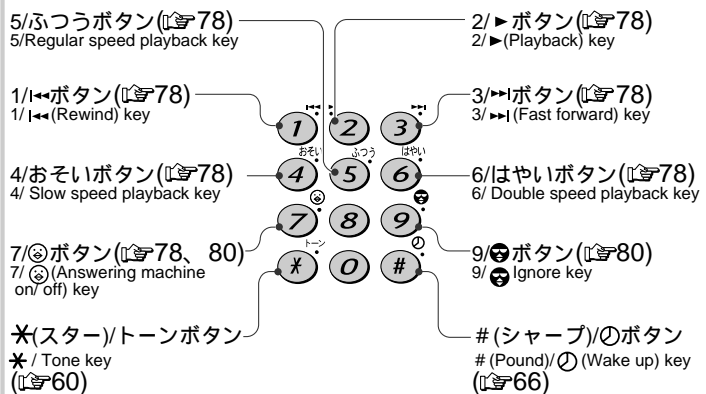 5/ふつうボタン(☞78)
5/Regular speed playback key
2/►ボタン(☞78)
2/►(Playback) key
1/I◄◄ボタン(☞78)
1/I◄◄(Rewind) key
3/►►Iボタン(☞78)
3/►►I(Fast forward) key
4/おそいボタン(☞78)
4/ Slow speed playback key
6/はやいボタン(☞78)
6/ Double speed playback key
7/ボタン(☞78、80)
7/(Answering machine
on/ off) key
9/ボタン(☞80)
9/ Ignore key
*(スター)/トーンボタン
* / Tone key
(☞60)
#(シャープ)/ボタン
#(Pound)/(Wake up) key
(☞66)
I◄◄ ► ►►I
1 2 3
おそい ふつう はやい
4 5 6
7 8 9
トーン
* 0 #